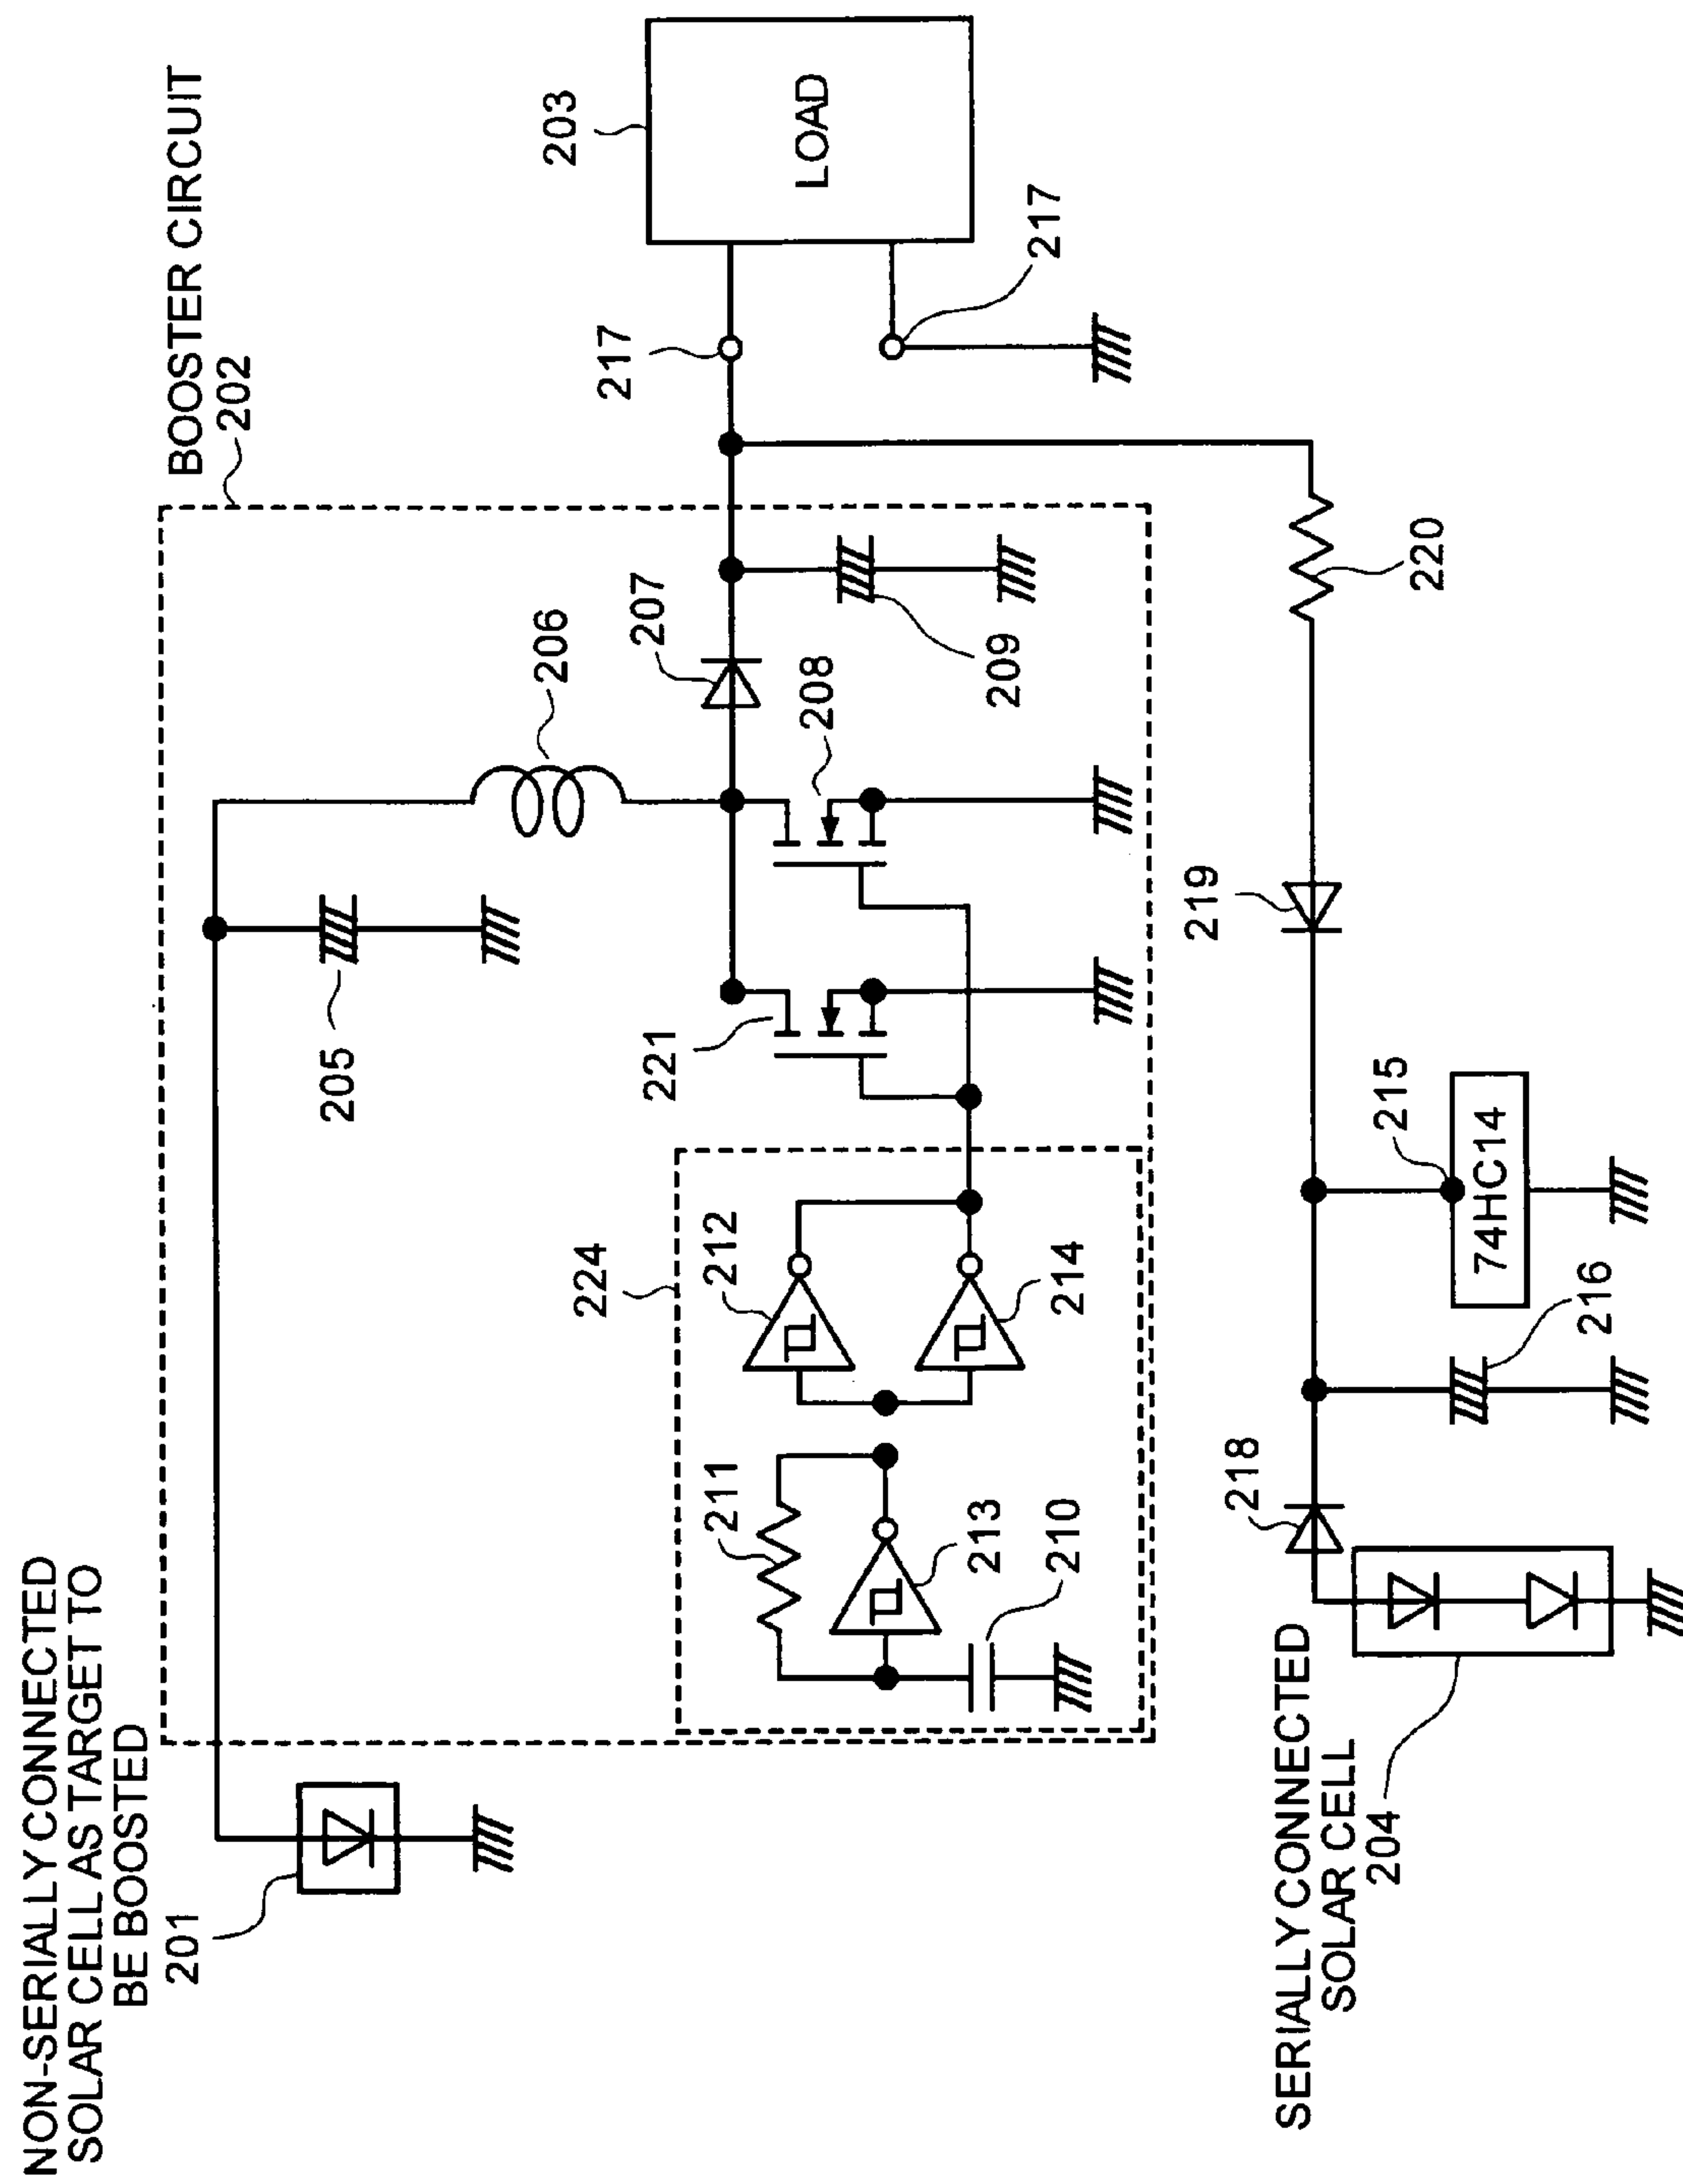 NON-SERIALLY CONNECTED
SOLAR CELL AS TARGET TO
BE BOOSTED
201
BOOSTER CIRCUIT
202
205
206
207
208
209
221
224
211
212
213
214
210
217
217
203
LOAD
SERIALLY CONNECTED
SOLAR CELL
204
218
216
215
74HC14
219
220